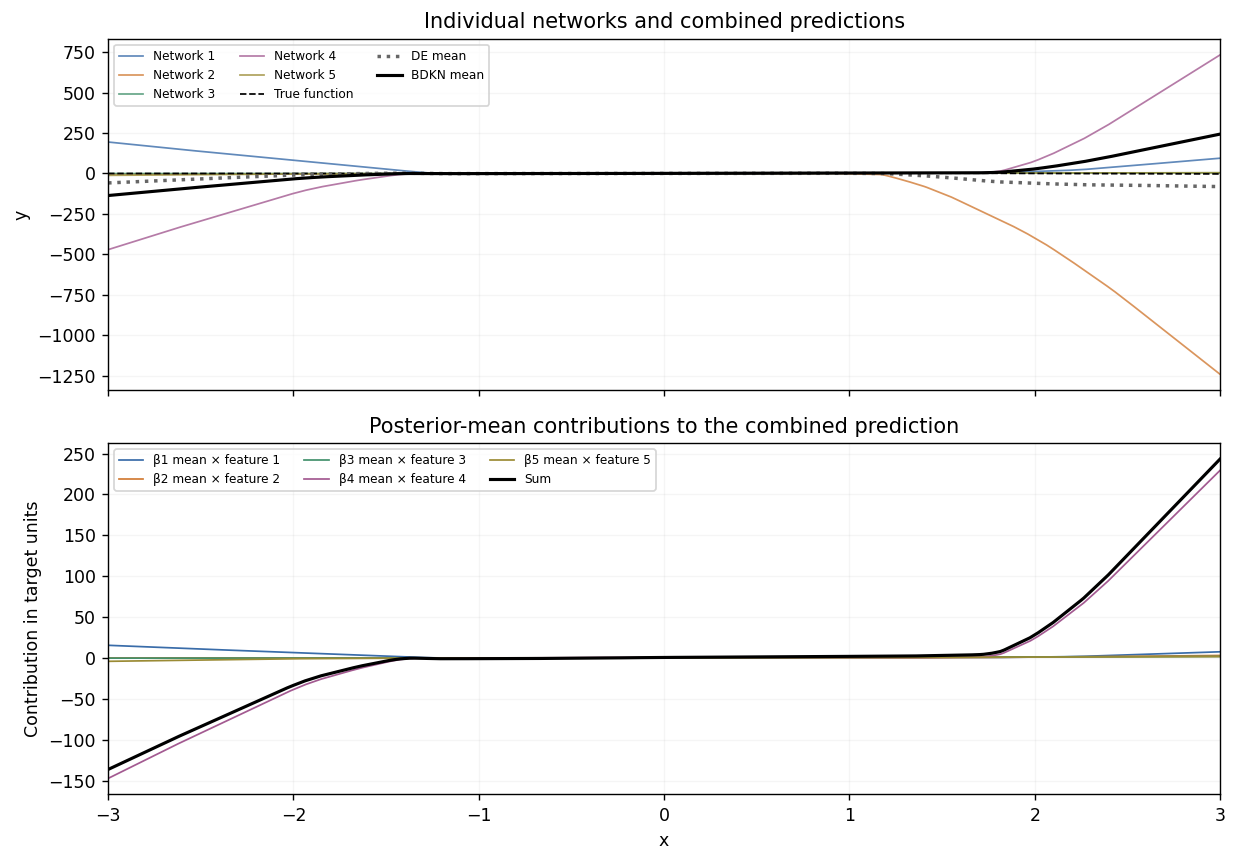 Individual networks and combined predictions
Network 1 Network 4 DE mean
Network 2 Network 5 BDKN mean
Network 3 True function
750
500
250
0
−250
−500
−750
−1000
−1250
y
Posterior-mean contributions to the combined prediction
β1 mean × feature 1 β3 mean × feature 3 β5 mean × feature 5
β2 mean × feature 2 β4 mean × feature 4 Sum
250
200
150
100
50
0
−50
−100
−150
Contribution in target units
−3 −2 −1 0 1 2 3
x